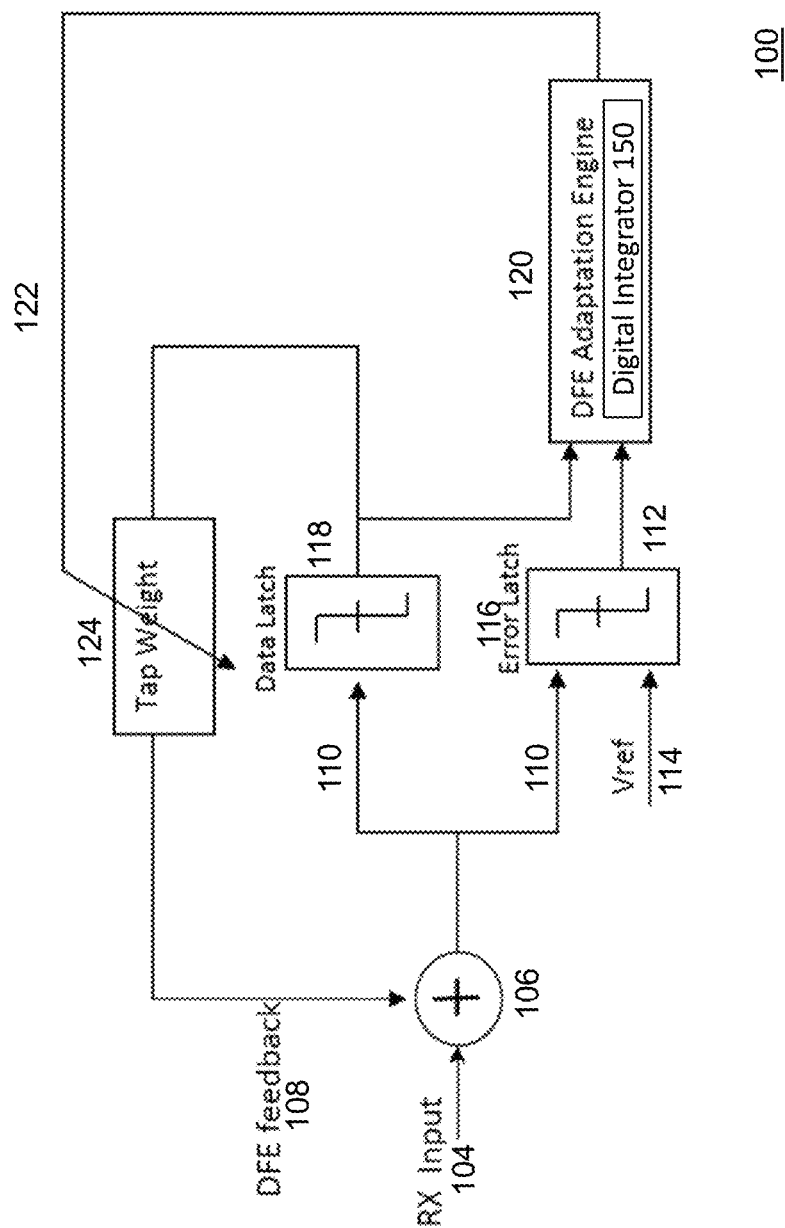 122
124
Tap Weight
DFE feedback
108
118
Data Latch
110
RX Input
104
106
120
DFE Adaptation Engine
Digital Integrator 150
116
Error Latch
112
110
Vref
114
100